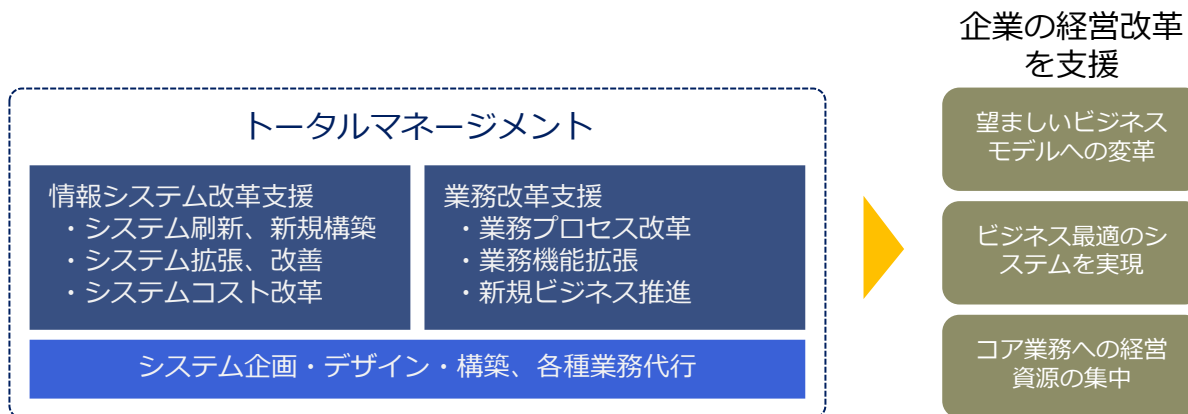 トータルマネージメント
情報システム改革支援
・システム刷新、新規構築
・システム拡張、改善
・システムコスト改革
業務改革支援
・業務プロセス改革
・業務機能拡張
・新規ビジネス推進
システム企画・デザイン・構築、各種業務代行
企業の経営改革
を支援
望ましいビジネス
モデルへの変革
ビジネス最適のシ
ステムを実現
コア業務への経営
資源の集中